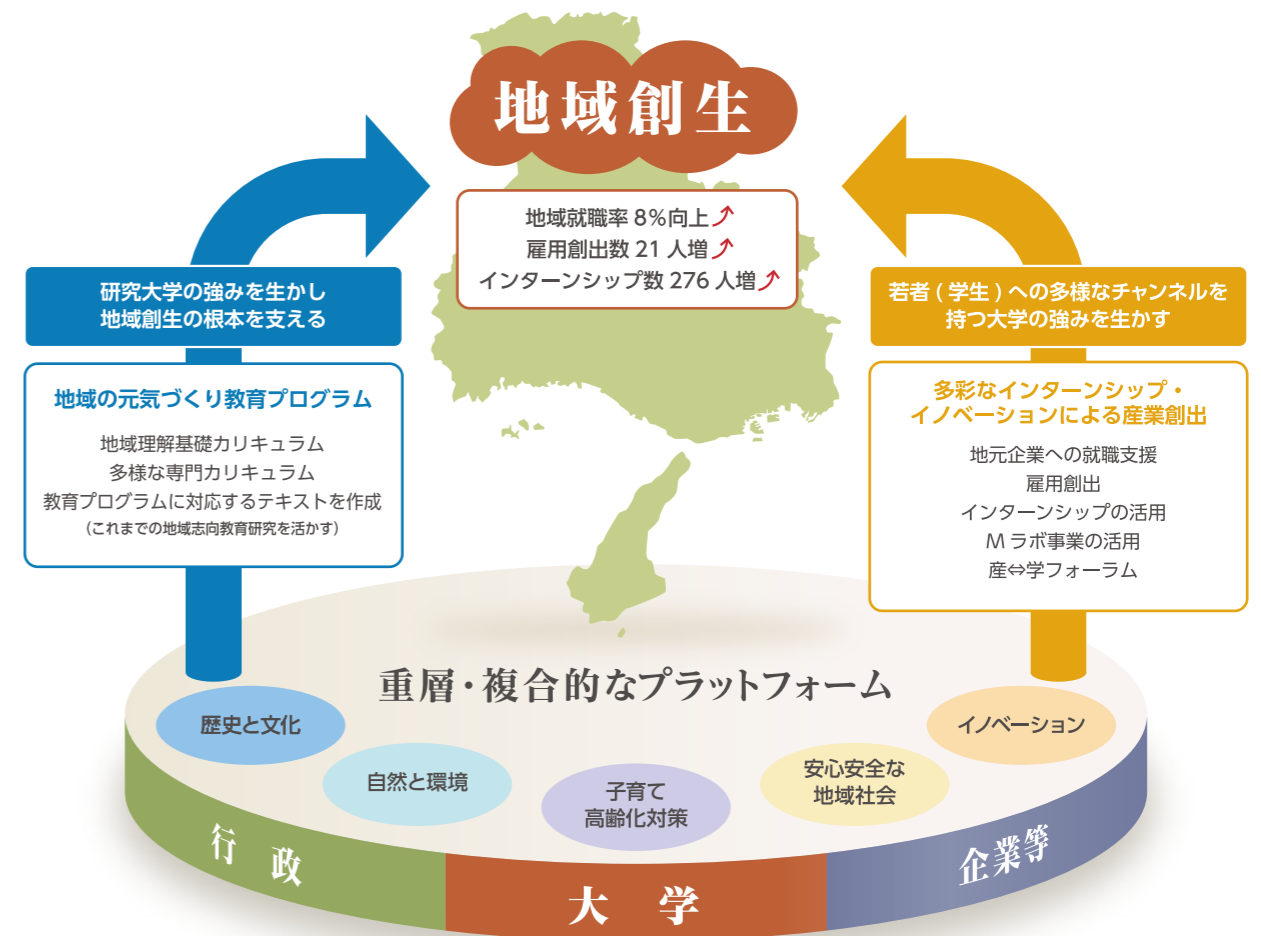 地域創生
地域就職率 8%向上
雇用創出数 21 人増
インターンシップ数 276 人増
研究大学の強みを生かし
地域創生の根本を支える
地域の元気づくり教育プログラム
地域理解基礎カリキュラム
多様な専門カリキュラム
教育プログラムに対応するテキストを作成
(これまでの地域志向教育研究を活かす)
若者 ( 学生 ) への多様なチャンネルを
持つ大学の強みを生かす
多彩なインターンシップ・
イノベーションによる産業創出
地元企業への就職支援
雇用創出
インターンシップの活用
M ラボ事業の活用
産⇔学フォーラム
重層・複合的なプラットフォーム
歴史と文化
自然と環境
子育て
高齢化対策
安心安全な
地域社会
イノベーション
行 政
大 学
企業等